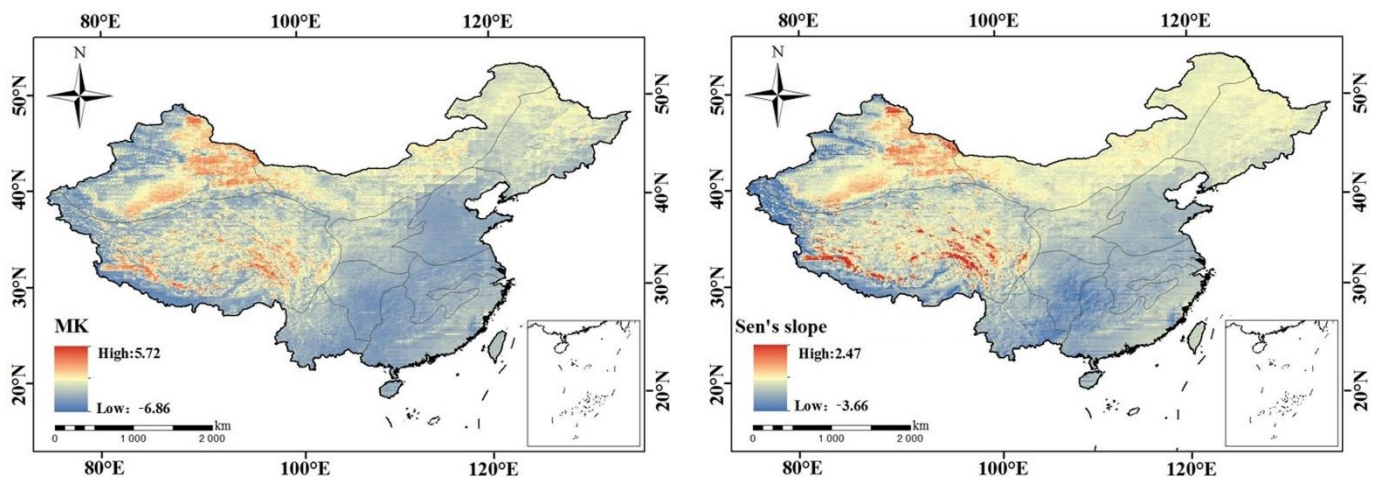 80°E 100°E 120°E
N
50°N 50°N
40°N 40°N
30°N 30°N
20°N 20°N
MK
High:5.72
Low: -6.86
km
0 1 000 2 000
80°E 100°E 120°E
80°E 100°E 120°E
N
50°N 50°N
40°N 40°N
30°N 30°N
20°N 20°N
Sen's slope
High:2.47
Low: -3.66
km
0 1 000 2 000
80°E 100°E 120°E